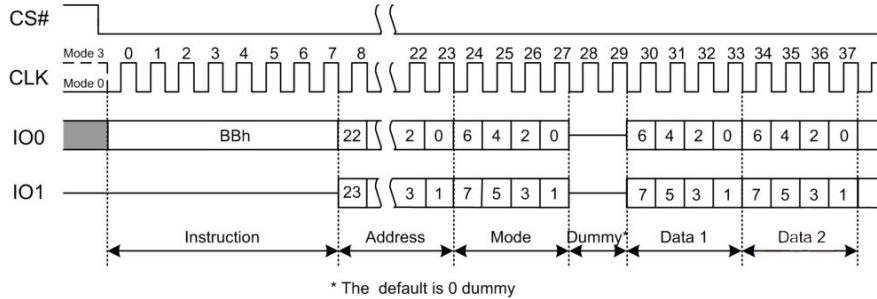 CS#
Mode 3 0 1 2 3 4 5 6 7 8 22 23 24 25 26 27 28 29 30 31 32 33 34 35 36 37
CLK
Mode 0
IO0 BBh 22 2 0 6 4 2 0 6 4 2 0 6 4 2 0
IO1 23 3 1 7 5 3 1 7 5 3 1 7 5 3 1
Instruction Address Mode Dummy* Data 1 Data 2
* The default is 0 dummy